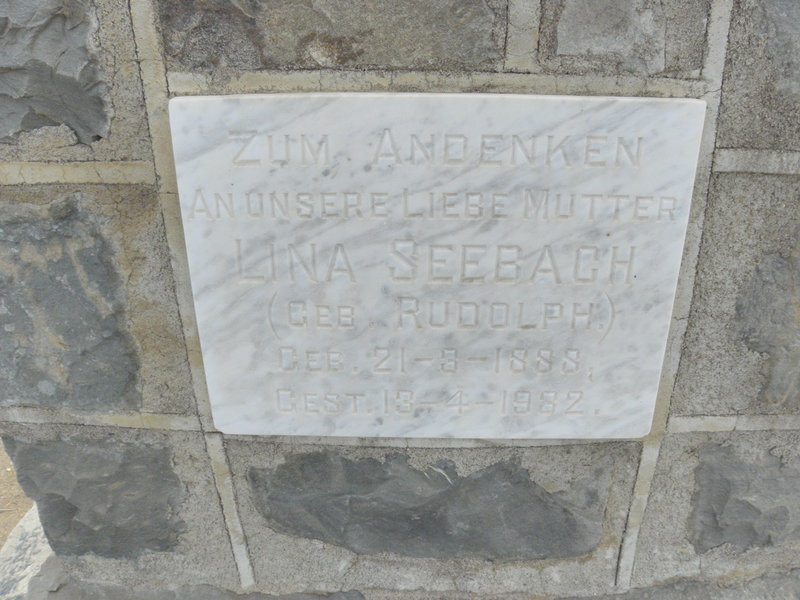 ZUM ANDENKEN
AN UNSERE LIEBE MUTTER
LINA SEEBACH
(GEB. RUDOLPH.)
GEB. 21-8-1888,
GEST. 13-4-1932.